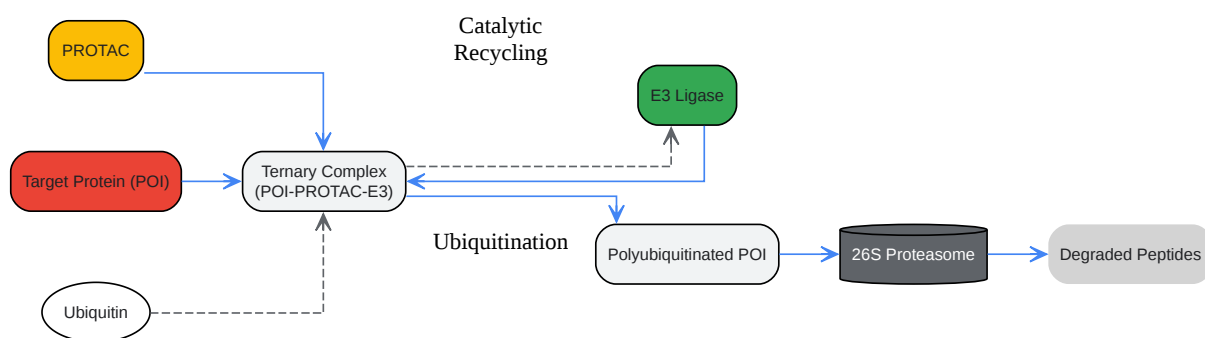 Catalytic
Recycling
PROTAC
E3 Ligase
Target Protein (POI)
Ternary Complex
(POI-PROTAC-E3)
Ubiquitination
Polyubiquitinated POI
26S Proteasome
Degraded Peptides
Ubiquitin